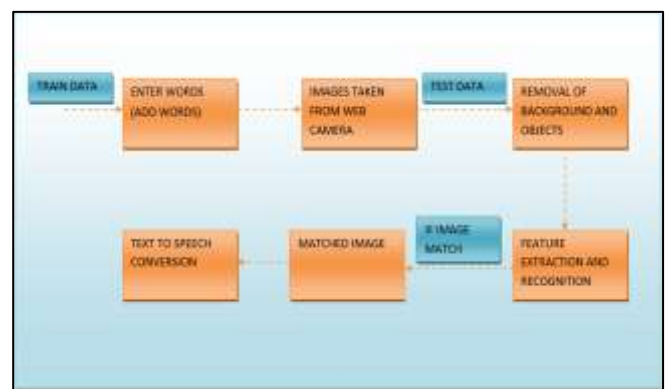 TRAIN DATA
ENTER WORDS
(ADD WORDS)
IMAGES TAKEN
FROM WEB
CAMERA
TEST DATA
REMOVAL OF
BACKGROUND AND
OBJECTS
TEXT TO SPEECH
CONVERSION
MATCHED IMAGE
IF IMAGE
MATCH
FEATURE
EXTRACTION AND
RECOGNITION